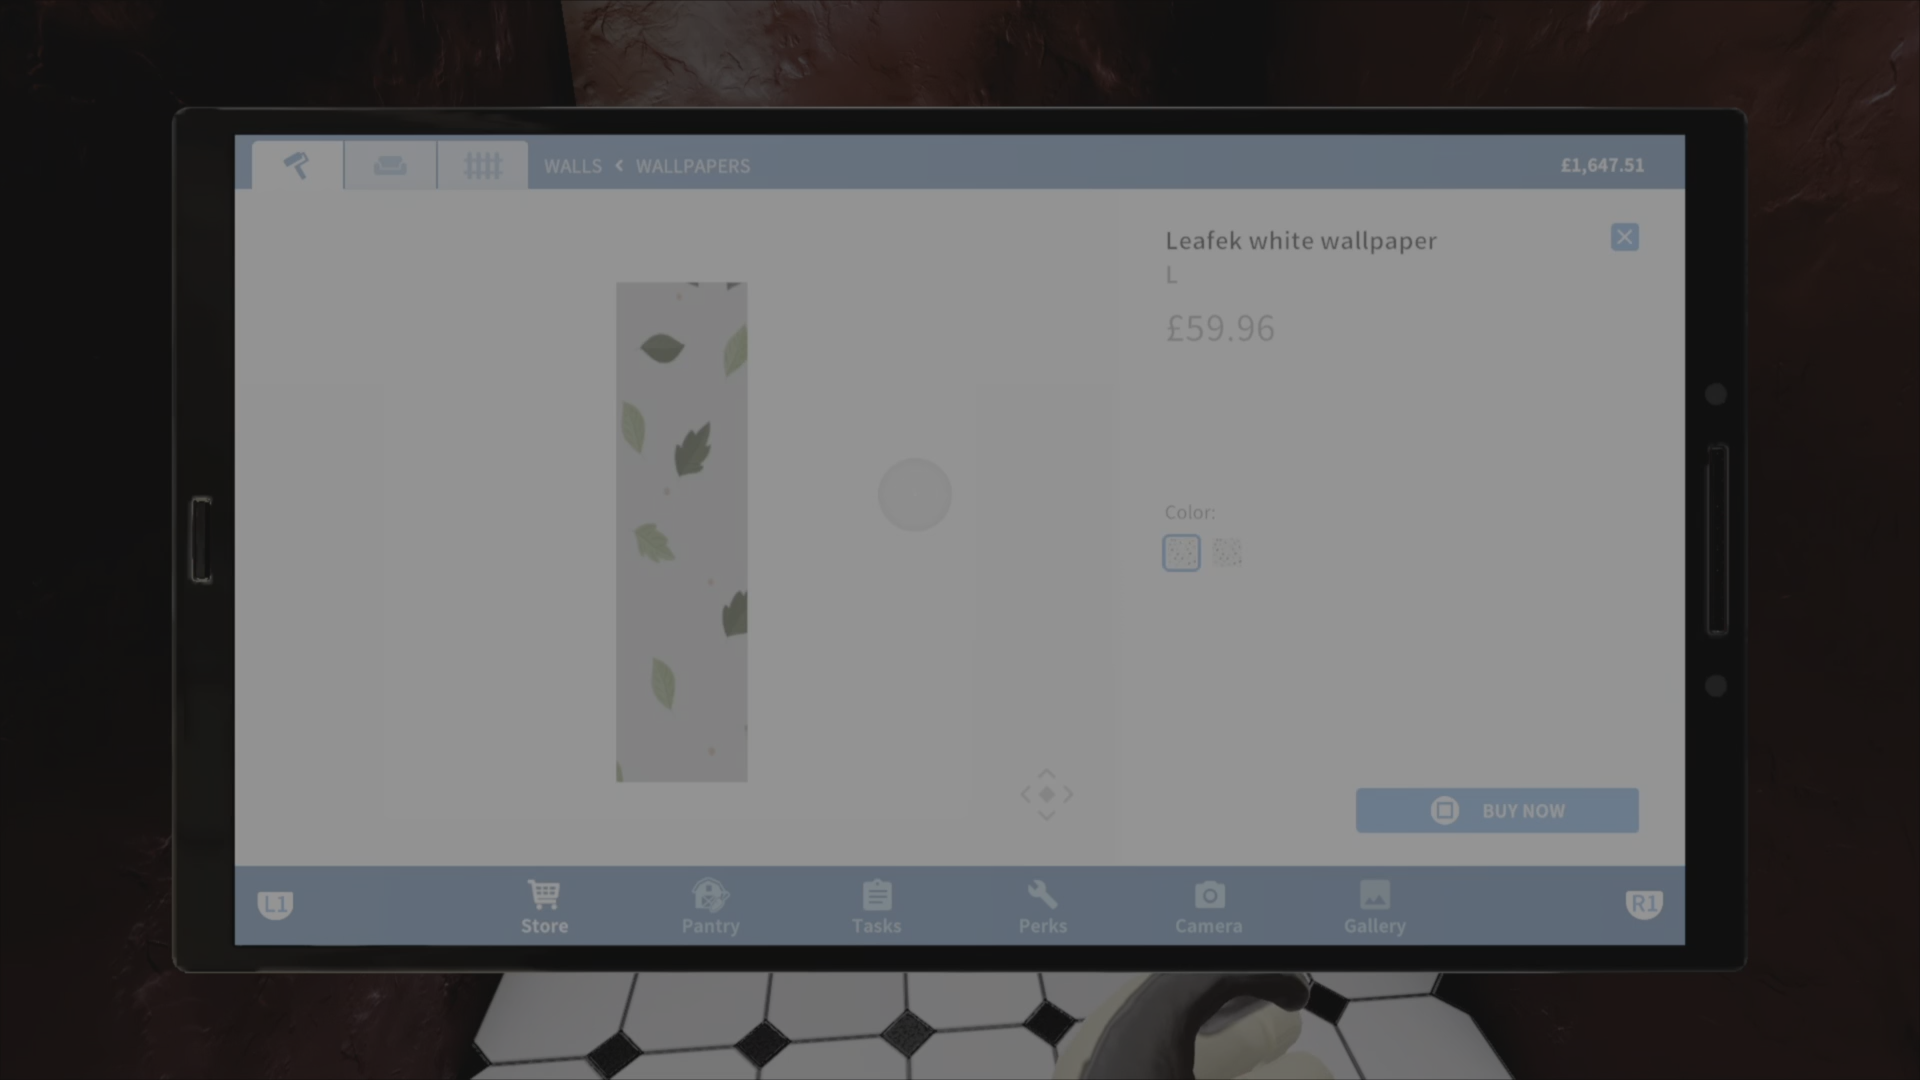 WALLS < WALLPAPERS
£1,647.51
Leafek white wallpaper
L
£59.96
Color:
BUY NOW
L1
Store
Pantry
Tasks
Perks
Camera
Gallery
R1